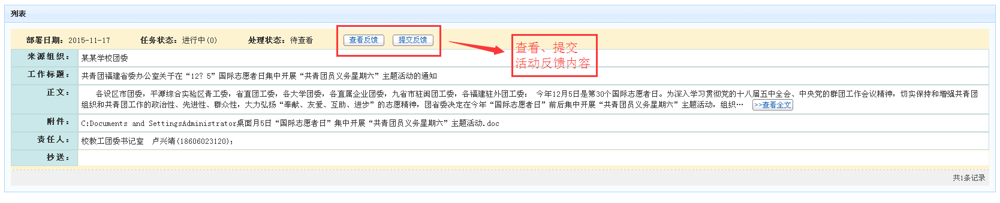 列表
部署日期：2015-11-17 任务状态：进行中(0) 处理状态：待查看 查看反馈 提交反馈
查看、提交
活动反馈内容
来源组织： 某某学校团委
工作标题： 共青团福建省委办公室关于在“12? 5”国际志愿者日集中开展“共青团员义务星期六”主题活动的通知
正文： 各设区市团委，平潭综合实验区青工委，省直团工委，各大学团委，各直属企业团委，九省市驻闽团工委，各福建驻外团工委： 今年12月5日是第30个国际志愿者日。为深入学习贯彻党的十八届五中全会、中央党的群团工作会议精神，切实保持和增强共青团
组织和共青团工作的政治性、先进性、群众性，大力弘扬“奉献、友爱、互助、进步”的志愿精神，团省委决定在今年“国际志愿者日”前后集中开展“共青团员义务星期六”主题活动，组织… >>查看全文
附件： C:Documents and SettingsAdministrator桌面月5日“国际志愿者日”集中开展“共青团员义务星期六”主题活动.doc
责任人： 校教工团委书记室 卢兴靖(18606023120)；
抄送：
共1条记录